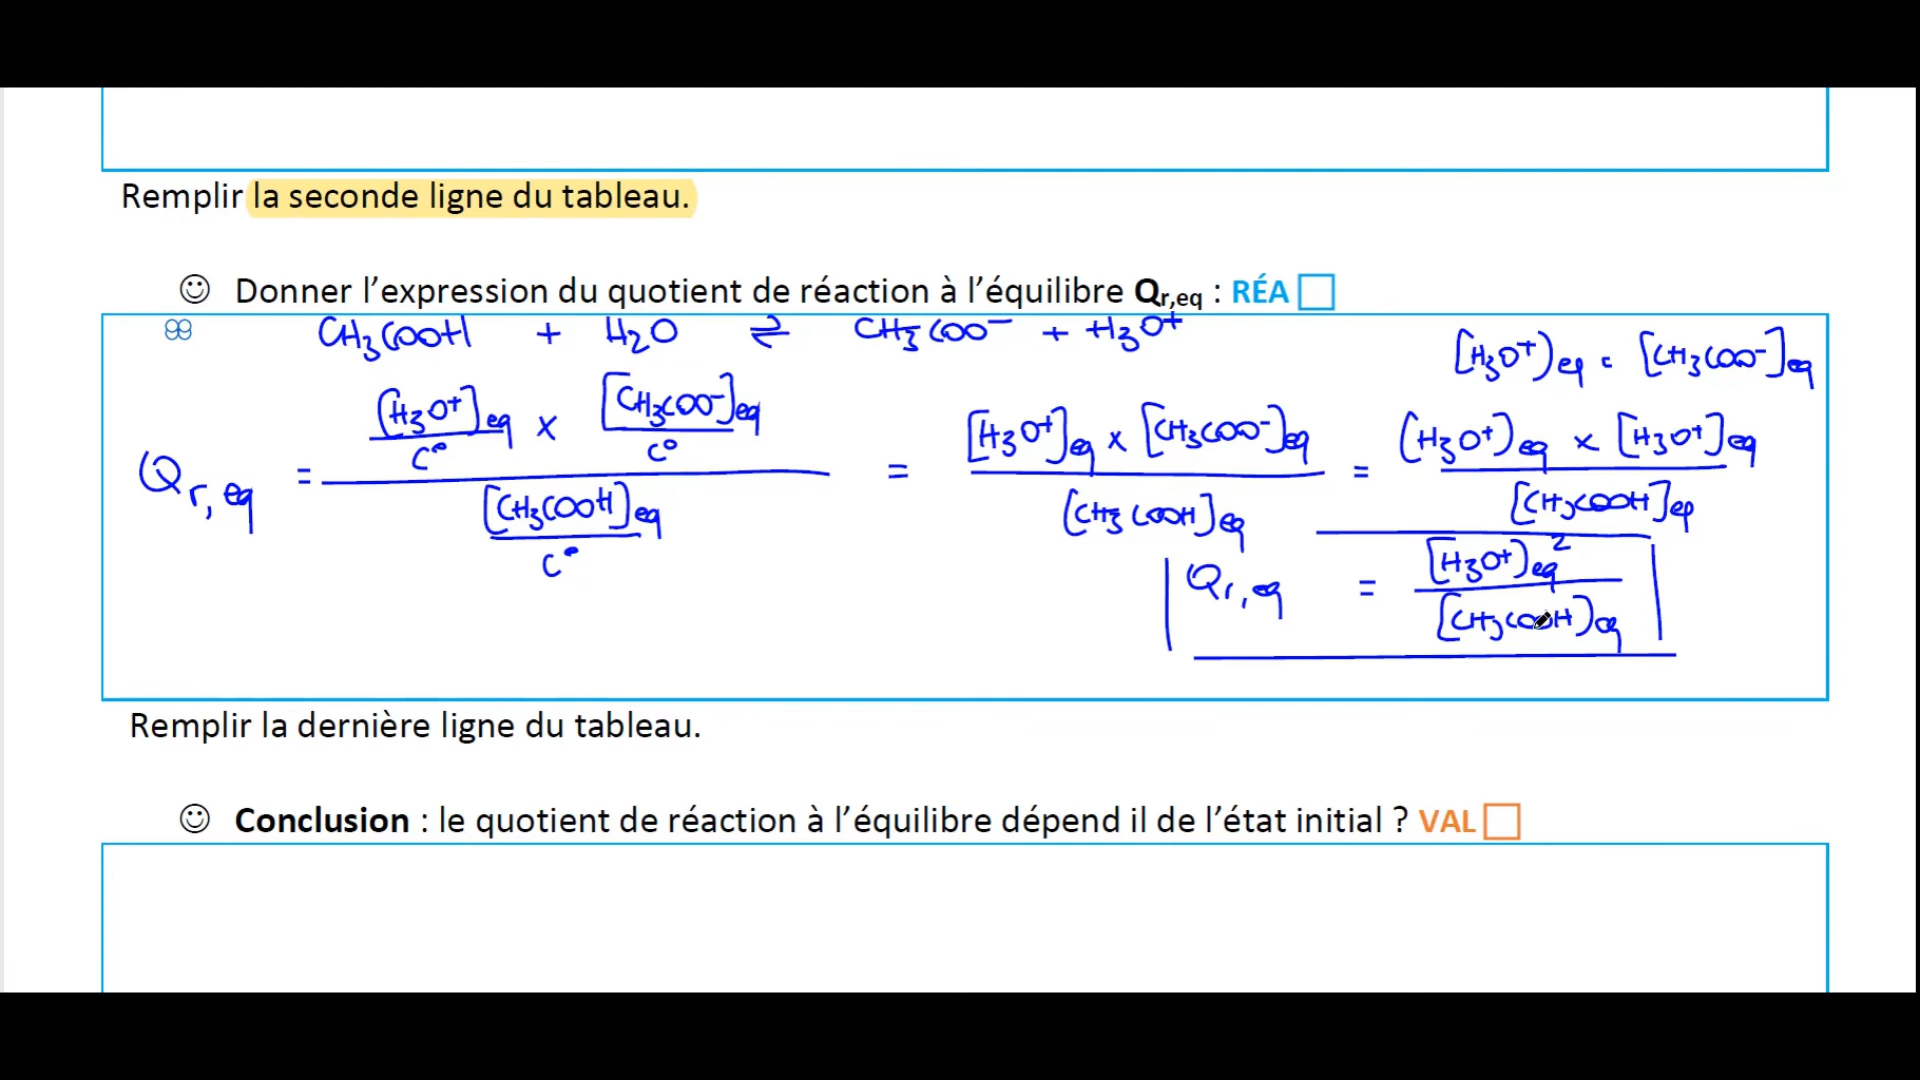 Remplir la seconde ligne du tableau.
☺ Donner l’expression du quotient de réaction à l’équilibre Qr,eq : RÉA □
CH3COOH + H2O ⇌ CH3COO⁻ + H3O⁺
[H3O⁺]eq = [CH3COO⁻]eq
Qr,eq = ([H3O⁺]eq / C° × [CH3COO⁻]eq / C°) / ([CH3COOH]eq / C°) = [H3O⁺]eq × [CH3COO⁻]eq / [CH3COOH]eq = [H3O⁺]eq × [H3O⁺]eq / [CH3COOH]eq
Qr,eq = [H3O⁺]eq² / [CH3COOH]eq
Remplir la dernière ligne du tableau.
☺ Conclusion : le quotient de réaction à l’équilibre dépend il de l’état initial ? VAL □